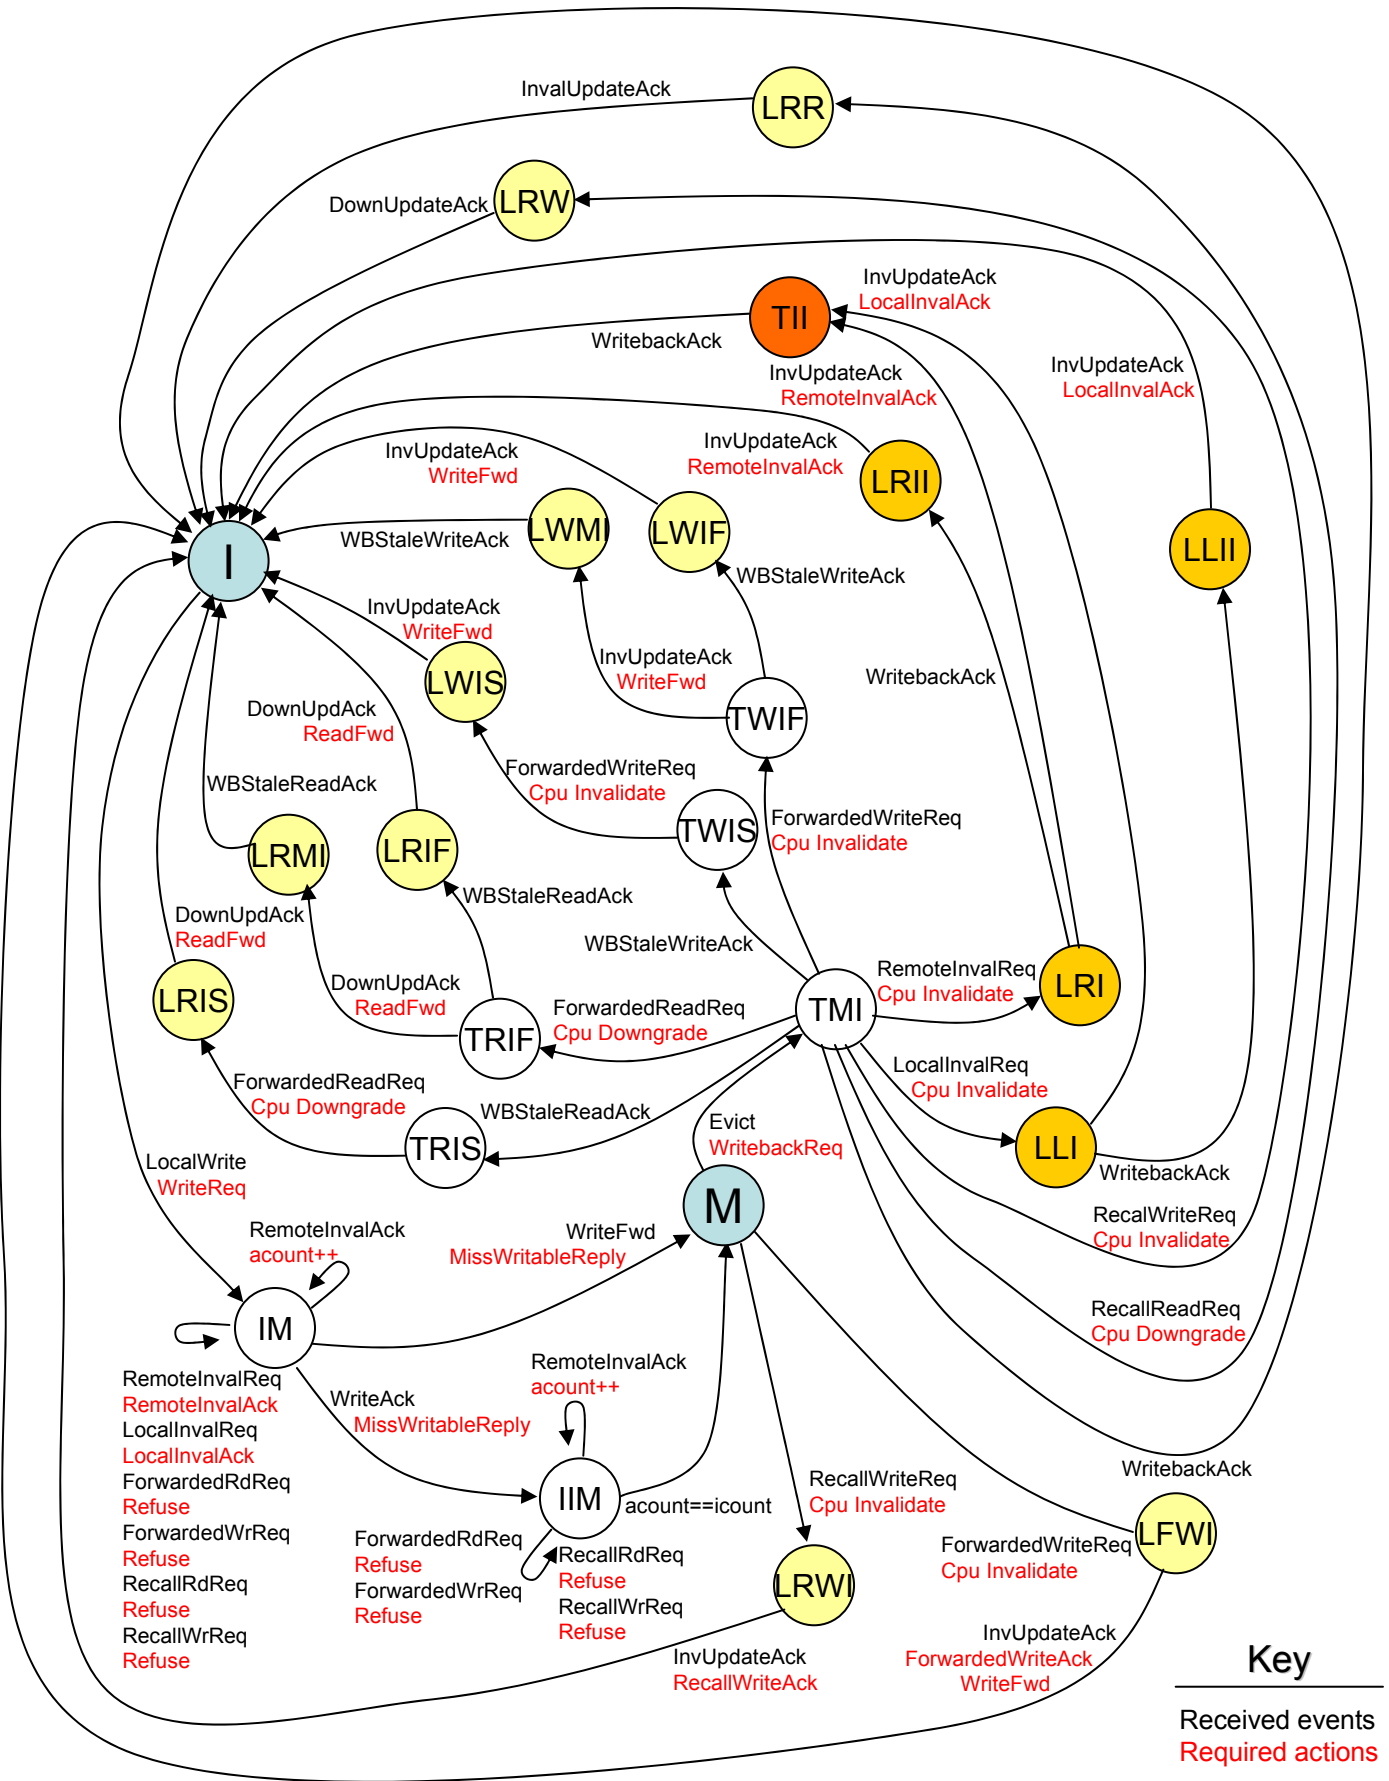 InvalUpdateAck
LRR
DownUpdateAck
LRW
InvUpdateAck
LocalInvalAck
TII
WritebackAck
InvUpdateAck
RemoteInvalAck
InvUpdateAck
LocalInvalAck
InvUpdateAck
WriteFwd
InvUpdateAck
RemoteInvalAck
LRII
LWMI
LWIF
WBStaleWriteAck
LLII
I
WBStaleWriteAck
InvUpdateAck
WriteFwd
LWIS
InvUpdateAck
WriteFwd
WritebackAck
TWIF
DownUpdAck
ReadFwd
WBStaleReadAck
ForwardedWriteReq
Cpu Invalidate
TWIS
ForwardedWriteReq
Cpu Invalidate
LRMI
LRIF
WBStaleReadAck
DownUpdAck
ReadFwd
WBStaleWriteAck
LRIS
DownUpdAck
ReadFwd
TRIF
ForwardedReadReq
Cpu Downgrade
TMI
RemoteInvalReq
Cpu Invalidate
LRI
LocalInvalReq
Cpu Invalidate
ForwardedReadReq
Cpu Downgrade
WBStaleReadAck
TRIS
Evict
WritebackReq
LLI
WritebackAck
LocalWrite
WriteReq
M
RecalWriteReq
Cpu Invalidate
RemoteInvalAck
acount++
WriteFwd
MissWritableReply
IM
RecallReadReq
Cpu Downgrade
RemoteInvalReq
RemoteInvalAck
LocalInvalReq
LocalInvalAck
ForwardedRdReq
Refuse
ForwardedWrReq
Refuse
RecallRdReq
Refuse
RecallWrReq
Refuse
WriteAck
MissWritableReply
RemoteInvalAck
acount++
IIM
acount==icount
RecallWriteReq
Cpu Invalidate
WritebackAck
ForwardedRdReq
Refuse
ForwardedWrReq
Refuse
RecallRdReq
Refuse
RecallWrReq
Refuse
LRWI
ForwardedWriteReq
Cpu Invalidate
LFWI
InvUpdateAck
RecallWriteAck
InvUpdateAck
ForwardedWriteAck
WriteFwd
Key
Received events
Required actions